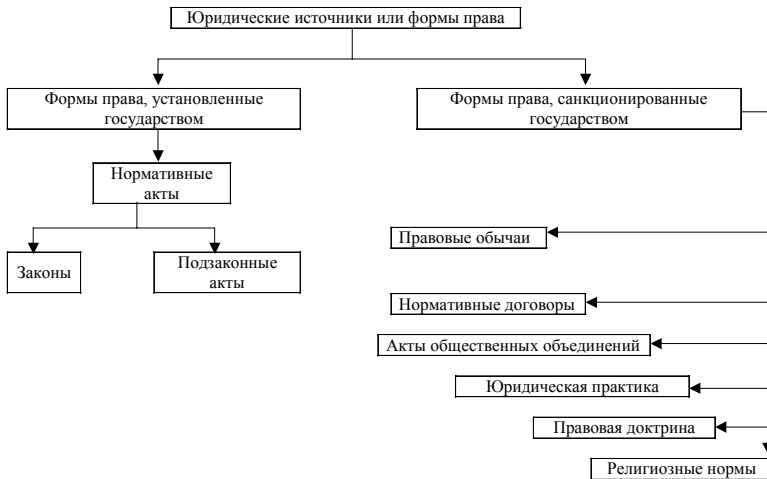 Юридические источники или формы права
Формы права, установленные
государством
Формы права, санкционированные
государством
Нормативные
акты
Законы
Подзаконные
акты
Правовые обычаи
Нормативные договоры
Акты общественных объединений
Юридическая практика
Правовая доктрина
Религиозные нормы